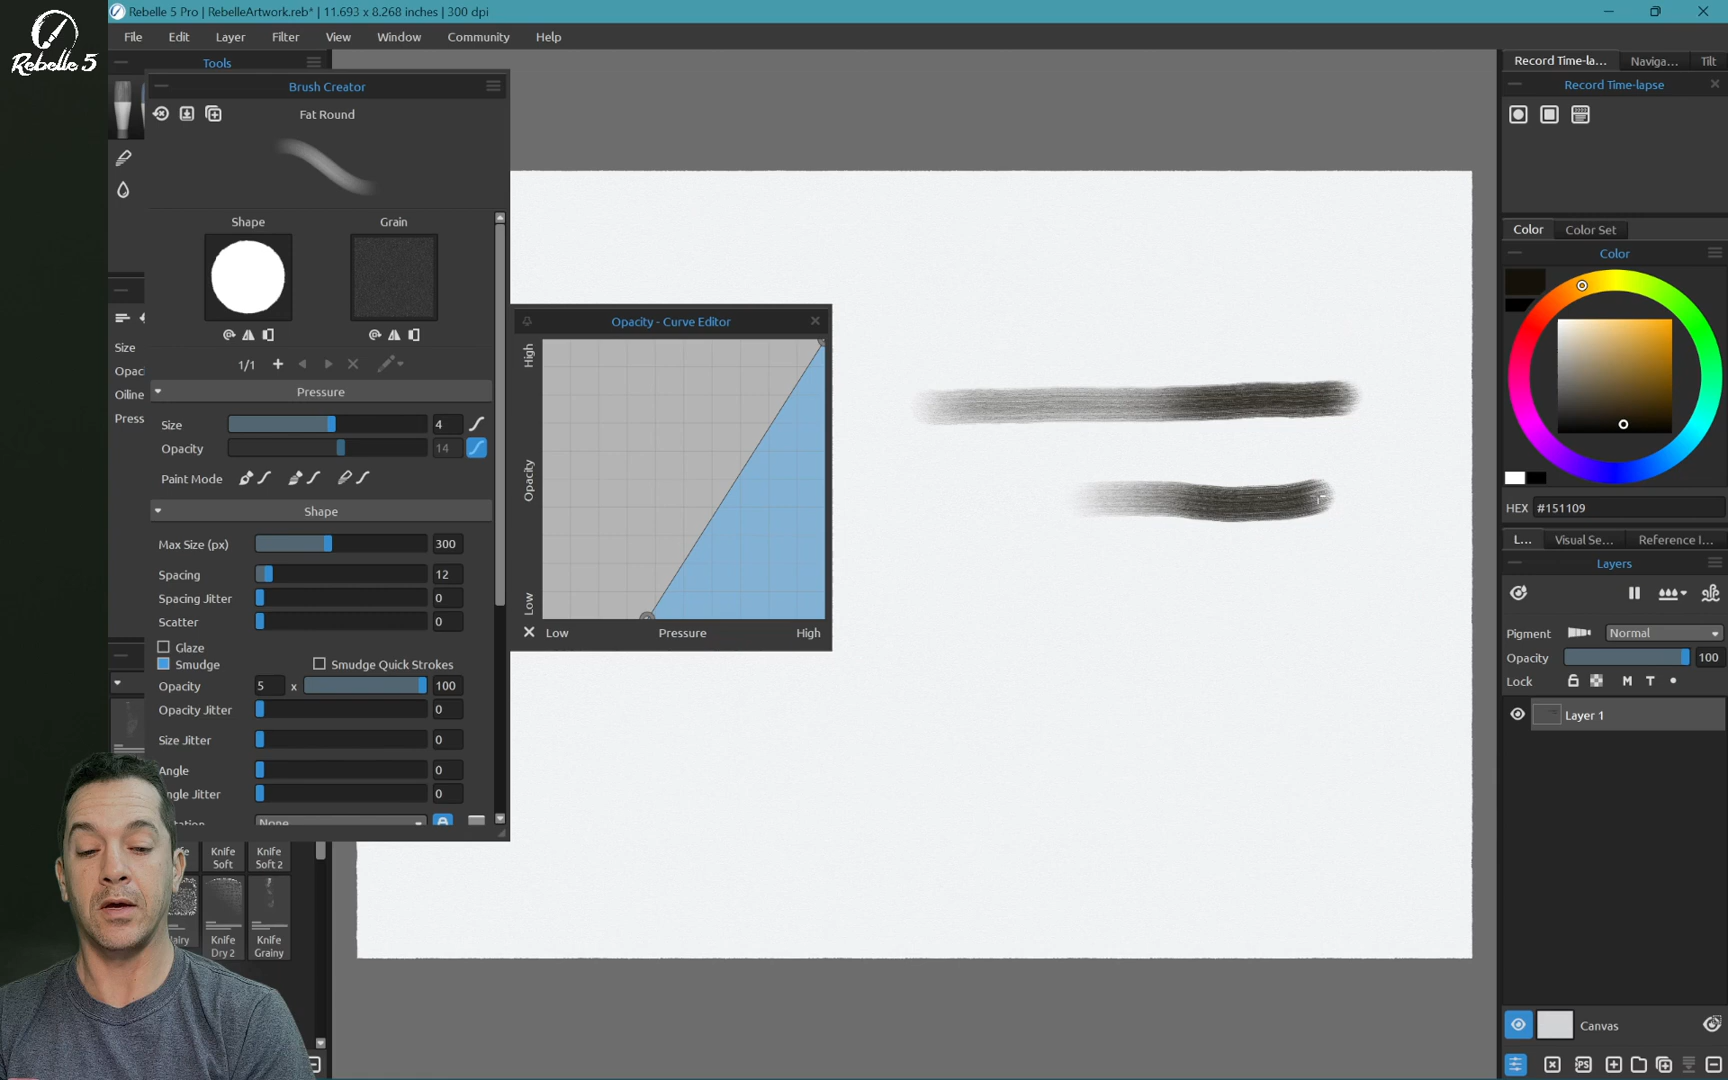 Rebelle 5 Pro | RebelleArtwork.reb* | 11.693 x 8.268 inches | 300 dpi
Rebelle 5
File Edit Layer Filter View Window Community Help
Tools
Brush Creator
Fat Round
Shape Grain
1/1
Pressure
Size 4
Opacity 14
Paint Mode
Shape
Max Size (px) 300
Spacing 12
Spacing Jitter 0
Scatter 0
Glaze
Smudge Smudge Quick Strokes
Opacity 5 x 100
Opacity Jitter 0
Size Jitter 0
Angle 0
ngle Jitter 0
None
Size
Opac
Oiline
Press
Knife Soft
Knife Soft 2
Knife Dry 2
Knife Grainy
Opacity - Curve Editor
High
Opacity
Low
Low Pressure High
Record Time-la... Naviga... Tilt
Record Time-lapse
Color Color Set
Color
HEX #151109
L... Visual Se... Reference I...
Layers
Pigment Normal
Opacity 100
Lock M T
Layer 1
Canvas
PS